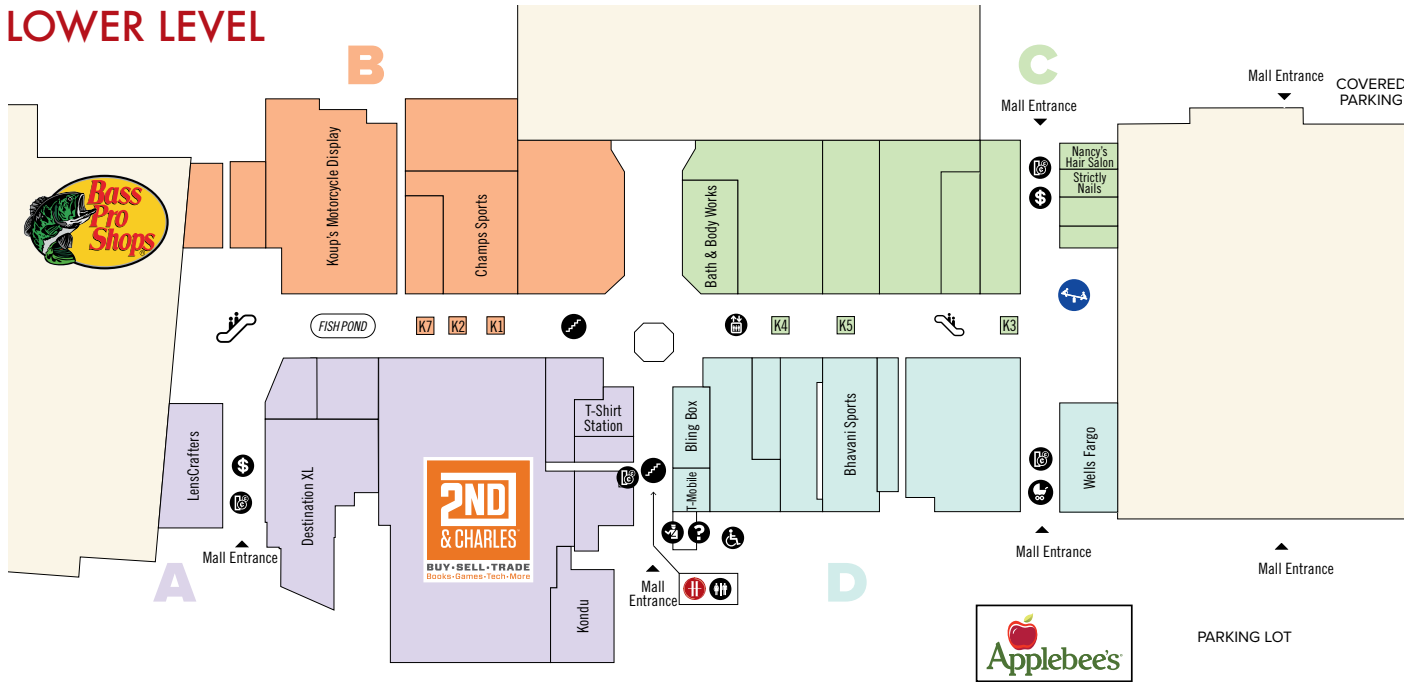 LOWER LEVEL
B
C
Mall Entrance
Mall Entrance
COVERED
PARKING
Bass
Pro
Shops
®
Koup's Motorcycle Display
Champs Sports
Bath & Body Works
Nancy's
Hair Salon
Strictly
Nails
$
FISH POND
K7
K2
K1
K4
K5
K3
LensCrafters
$
Destination XL
2ND
& CHARLES
BUY•SELL•TRADE
Books•Games•Tech•More
T-Shirt
Station
Bling Box
T-Mobile
Bhavani Sports
Wells Fargo
?
Mall Entrance
A
Kondu
Mall
Entrance
D
Mall Entrance
Mall Entrance
Applebee's
PARKING LOT